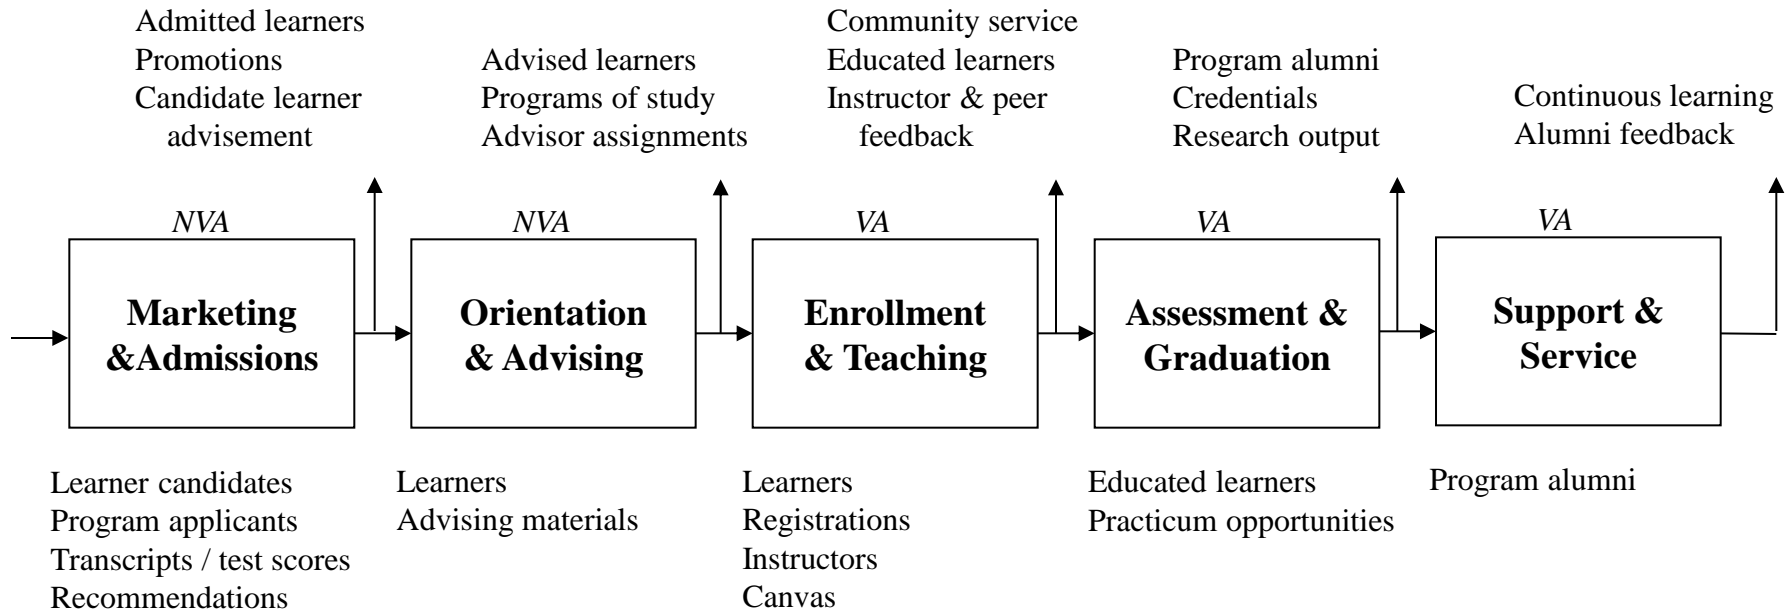 Admitted learners
Promotions
Candidate learner
advisement
Advised learners
Programs of study
Advisor assignments
Community service
Educated learners
Instructor & peer
feedback
Program alumni
Credentials
Research output
Continuous learning
Alumni feedback
NVA
NVA
VA
VA
VA
Marketing
&Admissions
Orientation
& Advising
Enrollment
& Teaching
Assessment &
Graduation
Support &
Service
Learner candidates
Program applicants
Transcripts / test scores
Recommendations
Learners
Advising materials
Learners
Registrations
Instructors
Canvas
Educated learners
Practicum opportunities
Program alumni